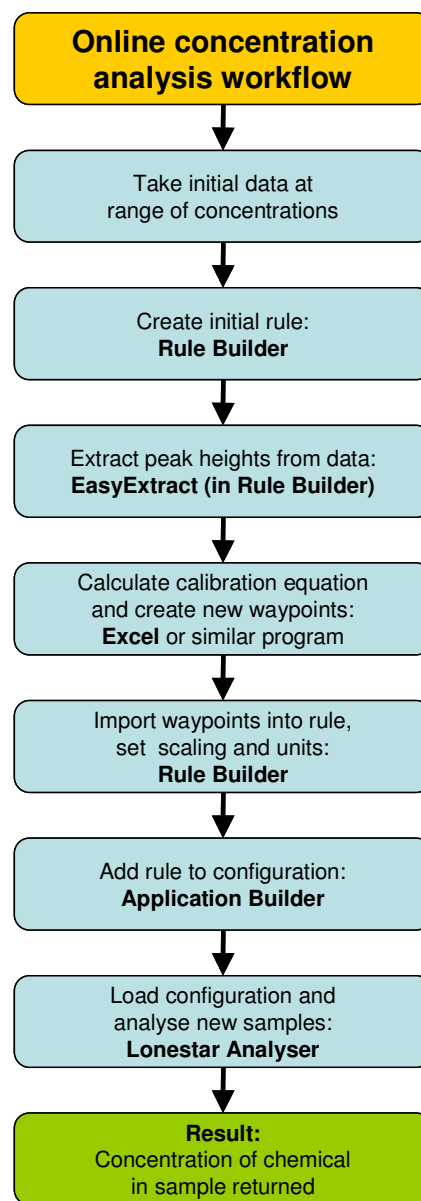 Online concentration
analysis workflow
Take initial data at
range of concentrations
Create initial rule:
Rule Builder
Extract peak heights from data:
EasyExtract (in Rule Builder)
Calculate calibration equation
and create new waypoints:
Excel or similar program
Import waypoints into rule,
set scaling and units:
Rule Builder
Add rule to configuration:
Application Builder
Load configuration and
analyse new samples:
Lonestar Analyser
Result:
Concentration of chemical
in sample returned